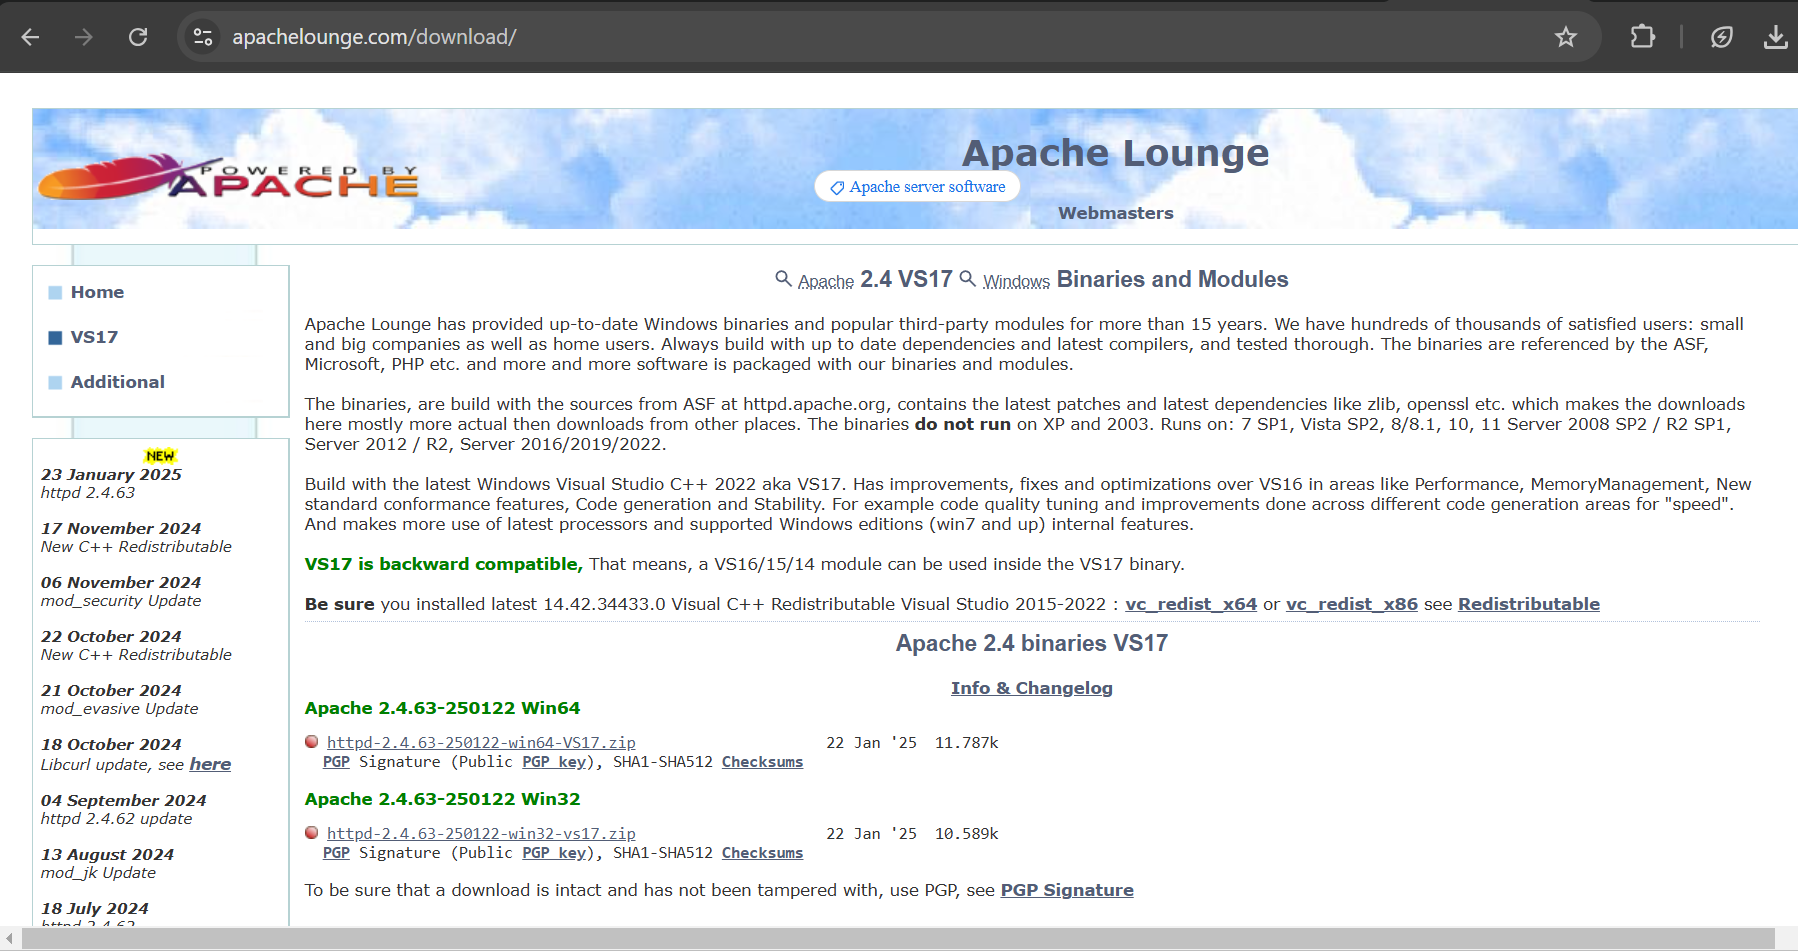 apachelounge.com/download/
POWERED BY
APACHE
Apache Lounge
Apache server software
Webmasters
Home
VS17
Additional
NEW
23 January 2025
httpd 2.4.63
17 November 2024
New C++ Redistributable
06 November 2024
mod_security Update
22 October 2024
New C++ Redistributable
21 October 2024
mod_evasive Update
18 October 2024
Libcurl update, see here
04 September 2024
httpd 2.4.62 update
13 August 2024
mod_jk Update
18 July 2024
httpd 2.4.62
Apache 2.4 VS17 Windows Binaries and Modules
Apache Lounge has provided up-to-date Windows binaries and popular third-party modules for more than 15 years. We have hundreds of thousands of satisfied users: small
and big companies as well as home users. Always build with up to date dependencies and latest compilers, and tested thorough. The binaries are referenced by the ASF,
Microsoft, PHP etc. and more and more software is packaged with our binaries and modules.
The binaries, are build with the sources from ASF at httpd.apache.org, contains the latest patches and latest dependencies like zlib, openssl etc. which makes the downloads
here mostly more actual then downloads from other places. The binaries do not run on XP and 2003. Runs on: 7 SP1, Vista SP2, 8/8.1, 10, 11 Server 2008 SP2 / R2 SP1,
Server 2012 / R2, Server 2016/2019/2022.
Build with the latest Windows Visual Studio C++ 2022 aka VS17. Has improvements, fixes and optimizations over VS16 in areas like Performance, MemoryManagement, New
standard conformance features, Code generation and Stability. For example code quality tuning and improvements done across different code generation areas for "speed".
And makes more use of latest processors and supported Windows editions (win7 and up) internal features.
VS17 is backward compatible, That means, a VS16/15/14 module can be used inside the VS17 binary.
Be sure you installed latest 14.42.34433.0 Visual C++ Redistributable Visual Studio 2015-2022 : vc_redist_x64 or vc_redist_x86 see Redistributable
Apache 2.4 binaries VS17
Info & Changelog
Apache 2.4.63-250122 Win64
httpd-2.4.63-250122-win64-VS17.zip 22 Jan '25 11.787k
PGP Signature (Public PGP key), SHA1-SHA512 Checksums
Apache 2.4.63-250122 Win32
httpd-2.4.63-250122-win32-vs17.zip 22 Jan '25 10.589k
PGP Signature (Public PGP key), SHA1-SHA512 Checksums
To be sure that a download is intact and has not been tampered with, use PGP, see PGP Signature